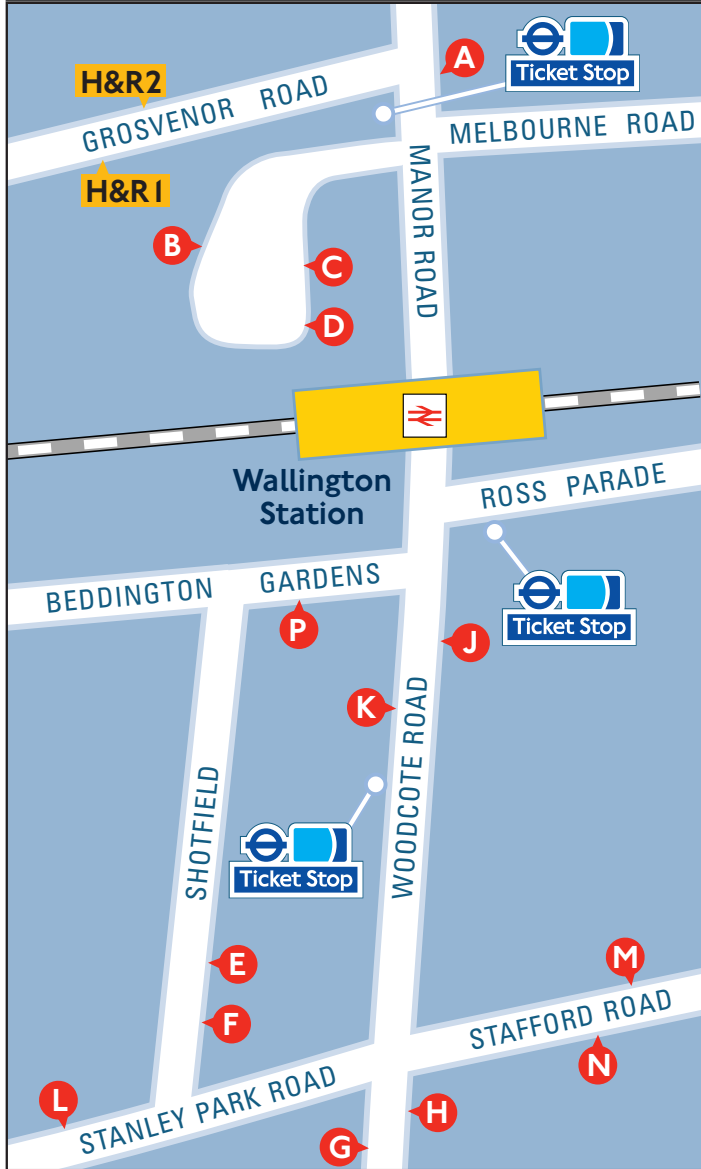 A
Ticket Stop
H&R2
GROSVENOR ROAD
MELBOURNE ROAD
H&R1
MANOR ROAD
B
C
D
Wallington
Station
ROSS PARADE
BEDDINGTON GARDENS
Ticket Stop
P
J
K
WOODCOTE ROAD
SHOTFIELD
Ticket Stop
E
M
F
STAFFORD ROAD
N
L
STANLEY PARK ROAD
H
G